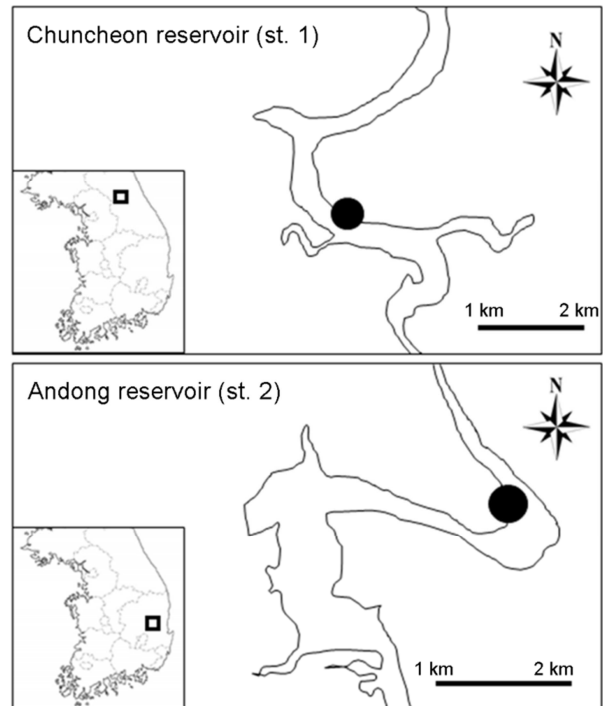 Chuncheon reservoir (st. 1)
N
1 km 2 km
Andong reservoir (st. 2)
N
1 km 2 km